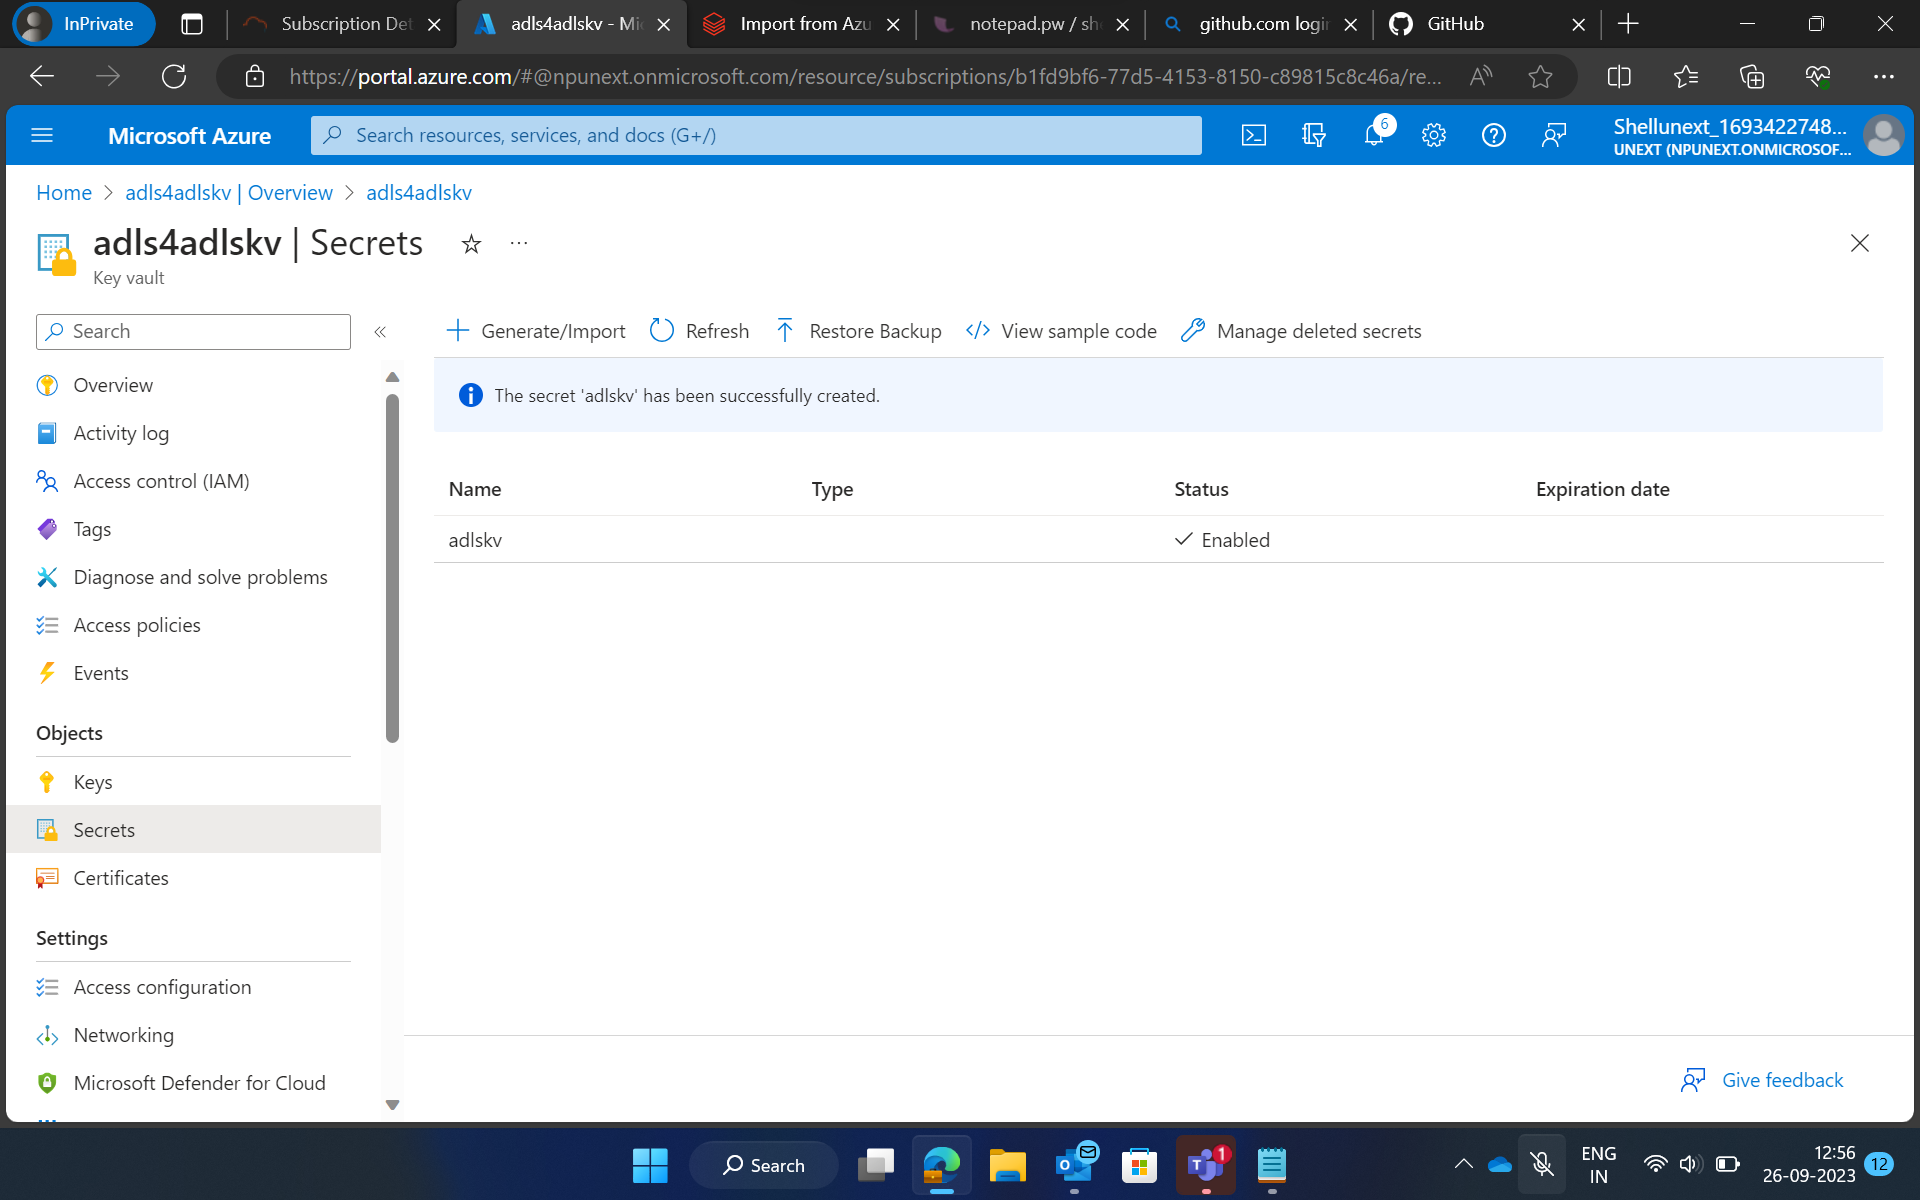 InPrivate
Subscription Det
adls4adlskv - Mi
Import from Azu
notepad.pw / sh
github.com login
GitHub
https://portal.azure.com/#@npunext.onmicrosoft.com/resource/subscriptions/b1fd9bf6-77d5-4153-8150-c89815c8c46a/re...
Microsoft Azure
Search resources, services, and docs (G+/)
6
Shellunext_1693422748...
UNEXT (NPUNEXT.ONMICROSOF...
Home > adls4adlskv | Overview > adls4adlskv
adls4adlskv | Secrets
Key vault
Search
Generate/Import
Refresh
Restore Backup
View sample code
Manage deleted secrets
Overview
Activity log
Access control (IAM)
Tags
Diagnose and solve problems
Access policies
Events
Objects
Keys
Secrets
Certificates
Settings
Access configuration
Networking
Microsoft Defender for Cloud
The secret 'adlskv' has been successfully created.
Name Type Status Expiration date
adlskv Enabled
Give feedback
Search
1
ENG
IN
12:56
26-09-2023
12